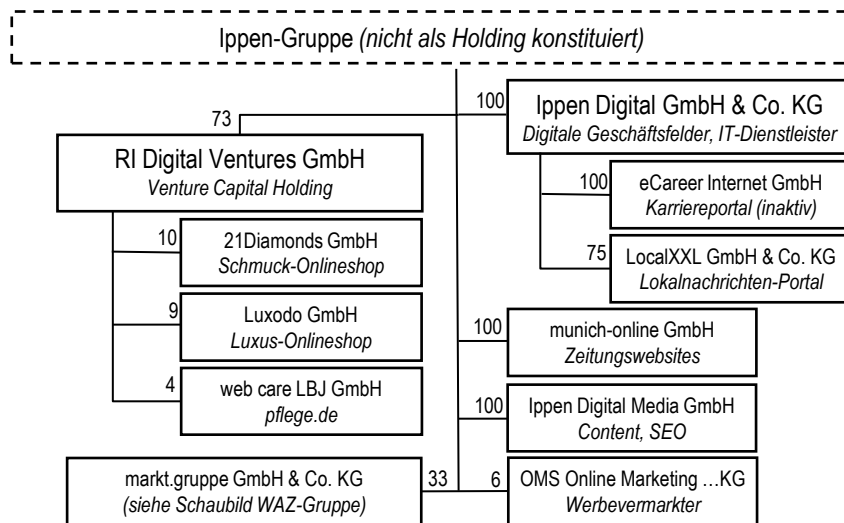 Ippen-Gruppe (nicht als Holding konstituiert)
73
100
RI Digital Ventures GmbH
Venture Capital Holding
Ippen Digital GmbH & Co. KG
Digitale Geschäftsfelder, IT-Dienstleister
10
21Diamonds GmbH
Schmuck-Onlineshop
9
Luxodo GmbH
Luxus-Onlineshop
4
web care LBJ GmbH
pflege.de
100
eCareer Internet GmbH
Karriereportal (inaktiv)
75
LocalXXL GmbH & Co. KG
Lokalnachrichten-Portal
100
munich-online GmbH
Zeitungswebsites
100
Ippen Digital Media GmbH
Content, SEO
markt.gruppe GmbH & Co. KG
(siehe Schaubild WAZ-Gruppe)
33
6
OMS Online Marketing …KG
Werbevermarkter